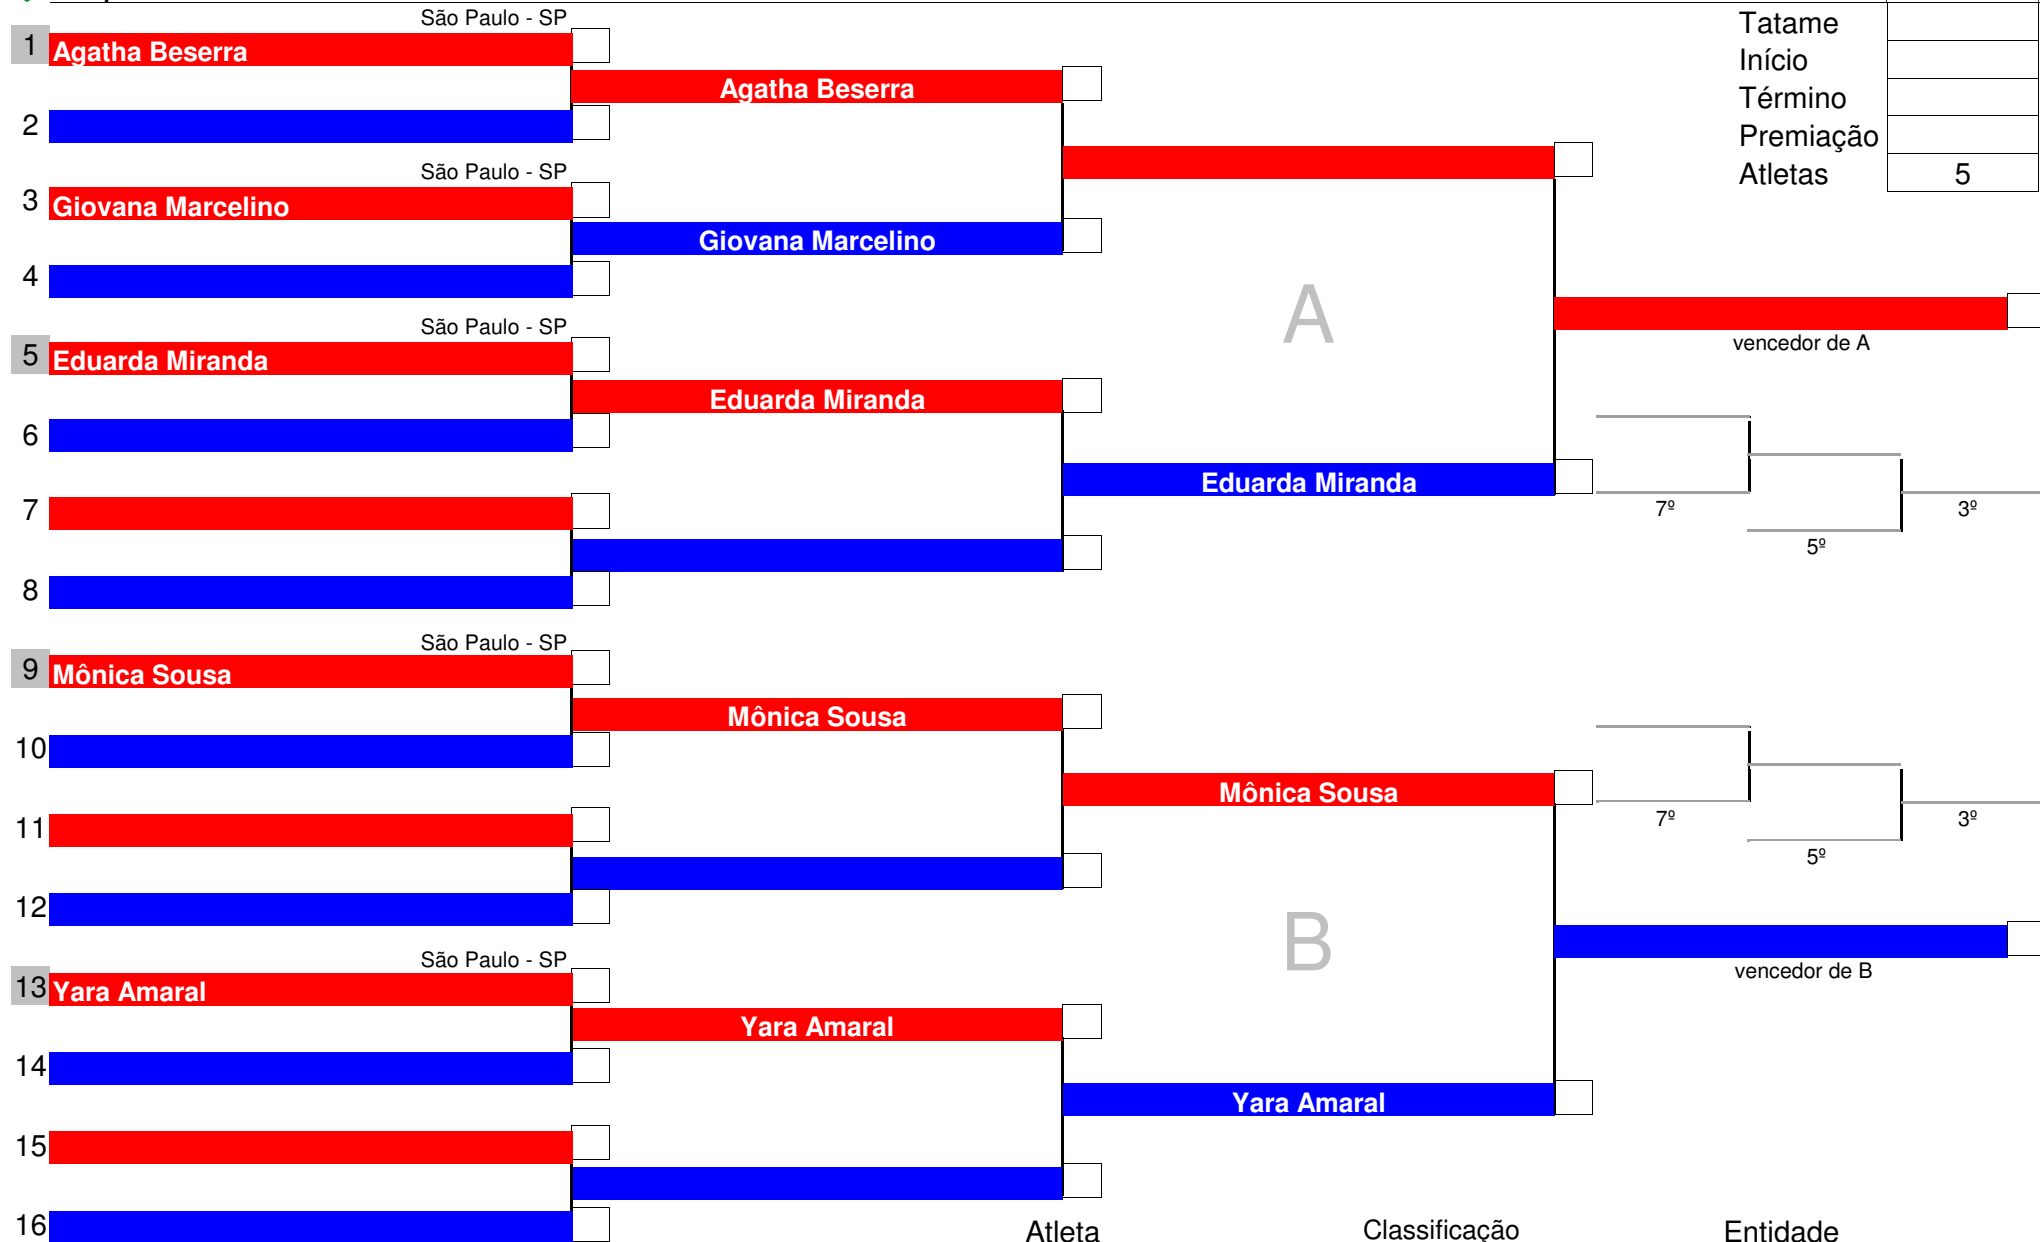 São Paulo - SP
1 Agatha Beserra
Agatha Beserra
2
São Paulo - SP
3 Giovana Marcelino
Giovana Marcelino
4
São Paulo - SP
5 Eduarda Miranda
Eduarda Miranda
6
Eduarda Miranda
7
8
São Paulo - SP
9 Mônica Sousa
Mônica Sousa
10
Mônica Sousa
11
12
São Paulo - SP
13 Yara Amaral
Yara Amaral
14
Yara Amaral
15
16
A
B
Tatame
Início
Término
Premiação
Atletas 5
vencedor de A
7º
3º
5º
7º
3º
5º
vencedor de B
Atleta Classificação Entidade